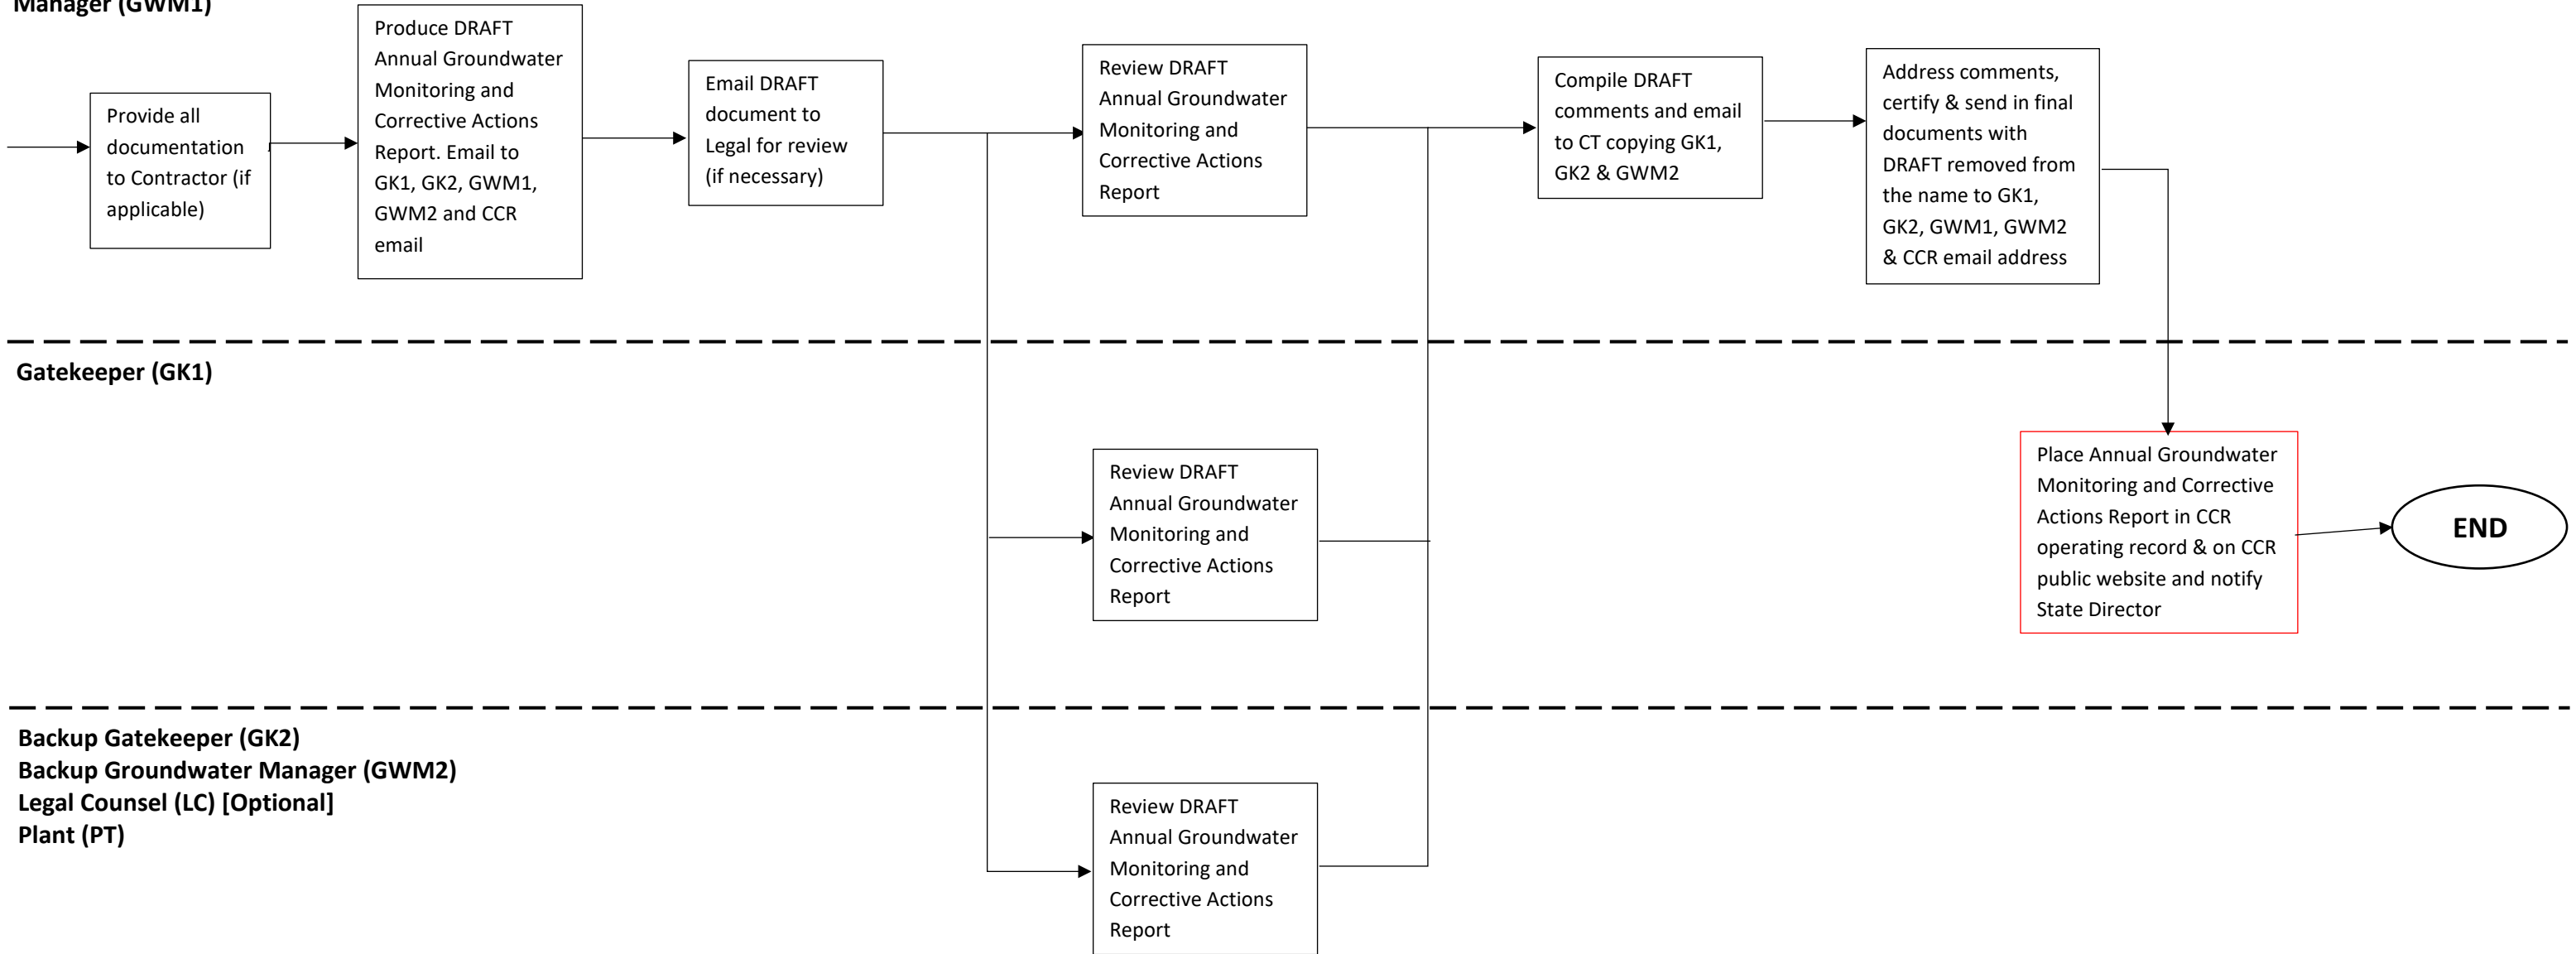 Manager (GWM1)
Provide all
documentation
to Contractor (if
applicable)
Produce DRAFT
Annual Groundwater
Monitoring and
Corrective Actions
Report. Email to
GK1, GK2, GWM1,
GWM2 and CCR
email
Email DRAFT
document to
Legal for review
(if necessary)
Review DRAFT
Annual Groundwater
Monitoring and
Corrective Actions
Report
Compile DRAFT
comments and email
to CT copying GK1,
GK2 & GWM2
Address comments,
certify & send in final
documents with
DRAFT removed from
the name to GK1,
GK2, GWM1, GWM2
& CCR email address
Gatekeeper (GK1)
Review DRAFT
Annual Groundwater
Monitoring and
Corrective Actions
Report
Place Annual Groundwater
Monitoring and Corrective
Actions Report in CCR
operating record & on CCR
public website and notify
State Director
END
Backup Gatekeeper (GK2)
Backup Groundwater Manager (GWM2)
Legal Counsel (LC) [Optional]
Plant (PT)
Review DRAFT
Annual Groundwater
Monitoring and
Corrective Actions
Report